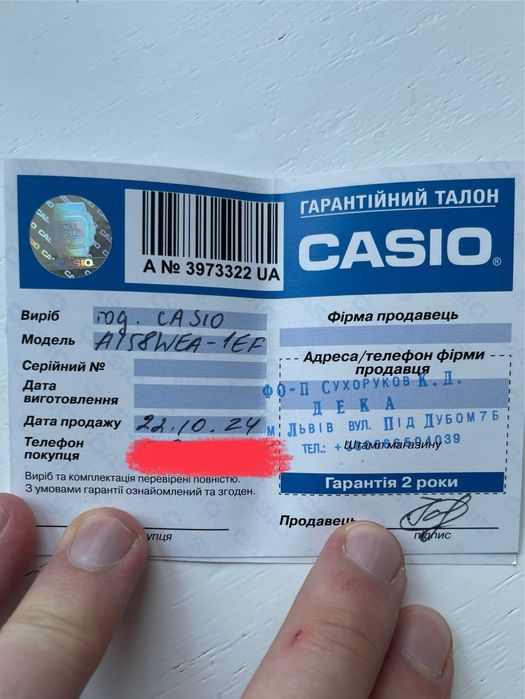 ГАРАНТІЙНИЙ ТАЛОН
CASIO®
CASIO
A № 3973322 UA
Виріб год. CASIO
Модель A158WEA-1EF
Серійний №
Дата виготовлення
Дата продажу 22.10.24
Телефон покупця
Виріб та комплектація перевірені повністю.
З умовами гарантії ознайомлений та згоден.
Фірма продавець
Адреса/телефон фірми
продавця
ФО-П СУХОРУКОВ К.Д.
ДЕКА
м. ЛЬВІВ ВУЛ. ПІД ДУБОМ 7Б
ТЕЛ.:
Штамп магазину
Гарантія 2 роки
Продавець
підпис